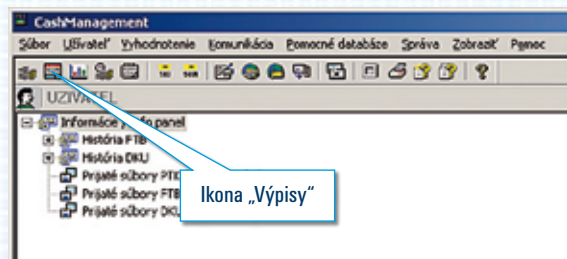 CashManagement
Súbor Užívateľ Vyhodnotenie Komunikácia Pomocné databáze Správa Zobraziť Pomoc
UZIVATEL
Informácie panel
História FTB
História DKU
Prijaté súbory
Prijaté súbory FTB
Prijaté súbory
Ikona „Výpisy“